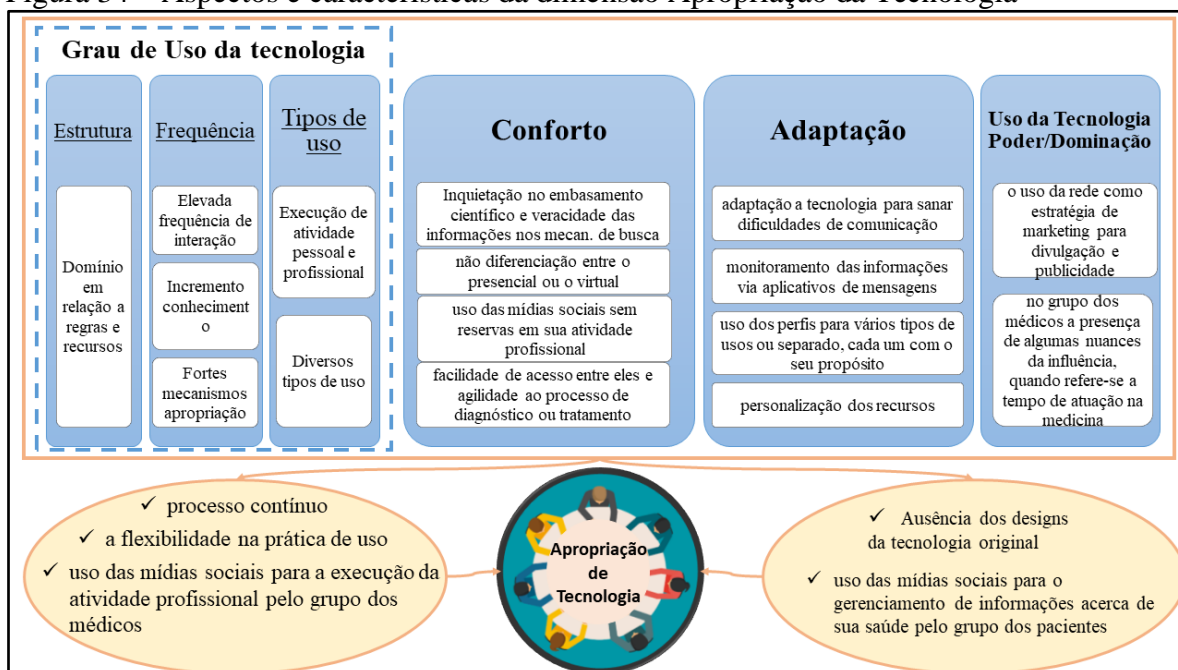 Figura 34 – Aspectos e características da dimensão Apropriação da Tecnologia
Grau de Uso da tecnologia
Estrutura
Domínio
em
relação a
regras e
recursos
Frequência
Elevada
frequência de
interação
Incremento
conheciment
o
Fortes
mecanismos
apropriação
Tipos de
uso
Execução de
atividade
pessoal e
profissional
Diversos
tipos de uso
Conforto
Inquietação no embasamento
científico e veracidade das
informações nos mecan. de busca
não diferenciação entre o
presencial ou o virtual
uso das mídias sociais sem
reservas em sua atividade
profissional
facilidade de acesso entre eles e
agilidade ao processo de
diagnóstico ou tratamento
Adaptação
adaptação a tecnologia para sanar
dificuldades de comunicação
monitoramento das informações
via aplicativos de mensagens
uso dos perfis para vários tipos de
usos ou separado, cada um com o
seu propósito
personalização dos recursos
Uso da Tecnologia
Poder/Dominação
o uso da rede como
estratégia de
marketing para
divulgação e
publicidade
no grupo dos
médicos a presença
de algumas nuances
da influência,
quando refere-se a
tempo de atuação na
medicina
✓ processo contínuo
✓ a flexibilidade na prática de uso
✓ uso das mídias sociais para a execução da
atividade profissional pelo grupo dos
médicos
Apropriação
de
Tecnologia
✓ Ausência dos designs
da tecnologia original
✓ uso das mídias sociais para o
gerenciamento de informações acerca de
sua saúde pelo grupo dos pacientes